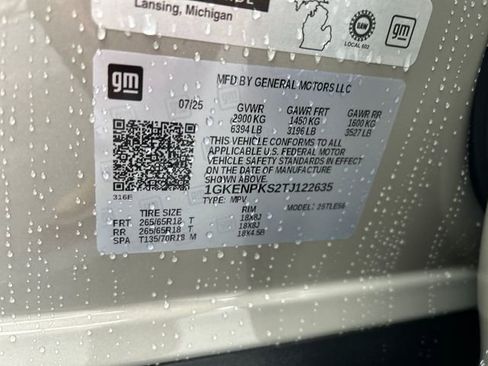 Lansing, Michigan
UAW
LOCAL 602
gm
gm
MFD BY GENERAL MOTORS LLC
07/25 GVWR GAWR FRT GAWR RR
2900 KG 1450 KG 1600 KG
6394 LB 3196 LB 3527 LB
THIS VEHICLE CONFORMS TO ALL
APPLICABLE U.S. FEDERAL MOTOR
VEHICLE SAFETY STANDARDS IN EFFECT
ON THE DATE OF MANUFACTURE
SHOWN ABOVE.
1GKENPKS2TJ122635
316E TYPE: MPV MODEL:
TIRE SIZE RIM
FRT 265/65R18 T 18X8J
RR 265/65R18 T 18X8J
SPA T135/70R18 M 18X4.5B